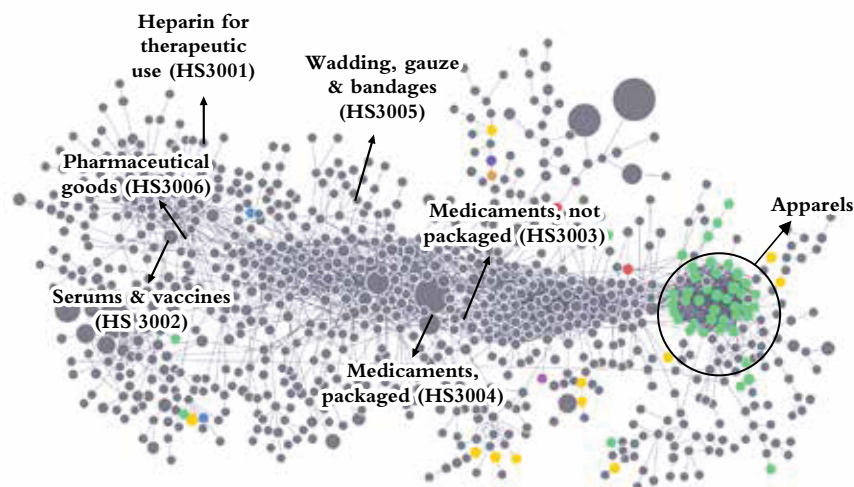 Heparin for
therapeutic
use (HS3001)
Wadding, gauze
& bandages
(HS3005)
Pharmaceutical
goods (HS3006)
Medicaments, not
packaged (HS3003)
Apparels
Serums & vaccines
(HS 3002)
Medicaments,
packaged (HS3004)